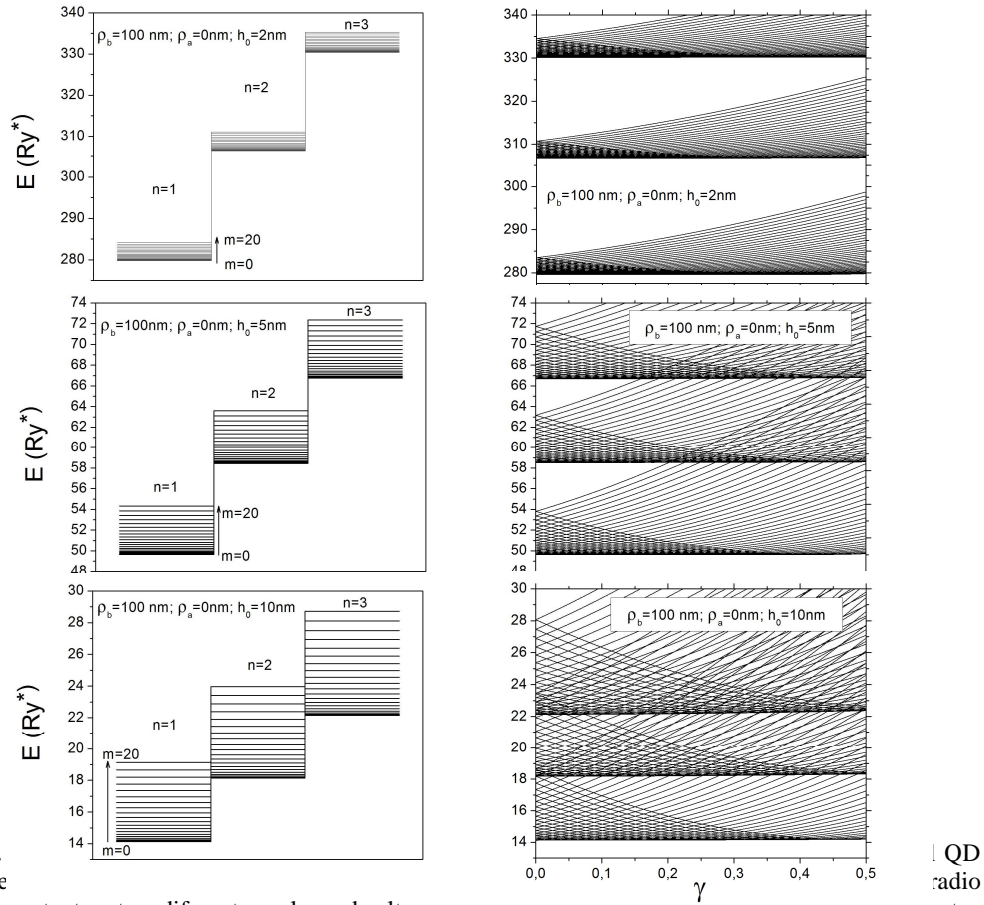 E (Ry*)
340
330
320
310
300
290
280
ρb=100 nm; ρa=0nm; h0=2nm
n=3
n=2
n=1
m=20
m=0
340
330
320
310
300
290
280
ρb=100 nm; ρa=0nm; h0=2nm
E (Ry*)
74
72
70
68
66
64
62
60
58
56
54
52
50
48
ρb=100nm; ρa=0nm; h0=5nm
n=3
n=2
n=1
m=20
m=0
74
72
70
68
66
64
62
60
58
56
54
52
50
48
ρb=100 nm; ρa=0nm; h0=5nm
E (Ry*)
30
28
26
24
22
20
18
16
14
ρb=100 nm; ρa=0nm; h0=10nm
n=3
n=2
n=1
m=20
m=0
30
28
26
24
22
20
18
16
14
ρb=100 nm; ρa=0nm; h0=10nm
0,0 0,1 0,2 0,3 0,4 0,5
γ
QD
radio